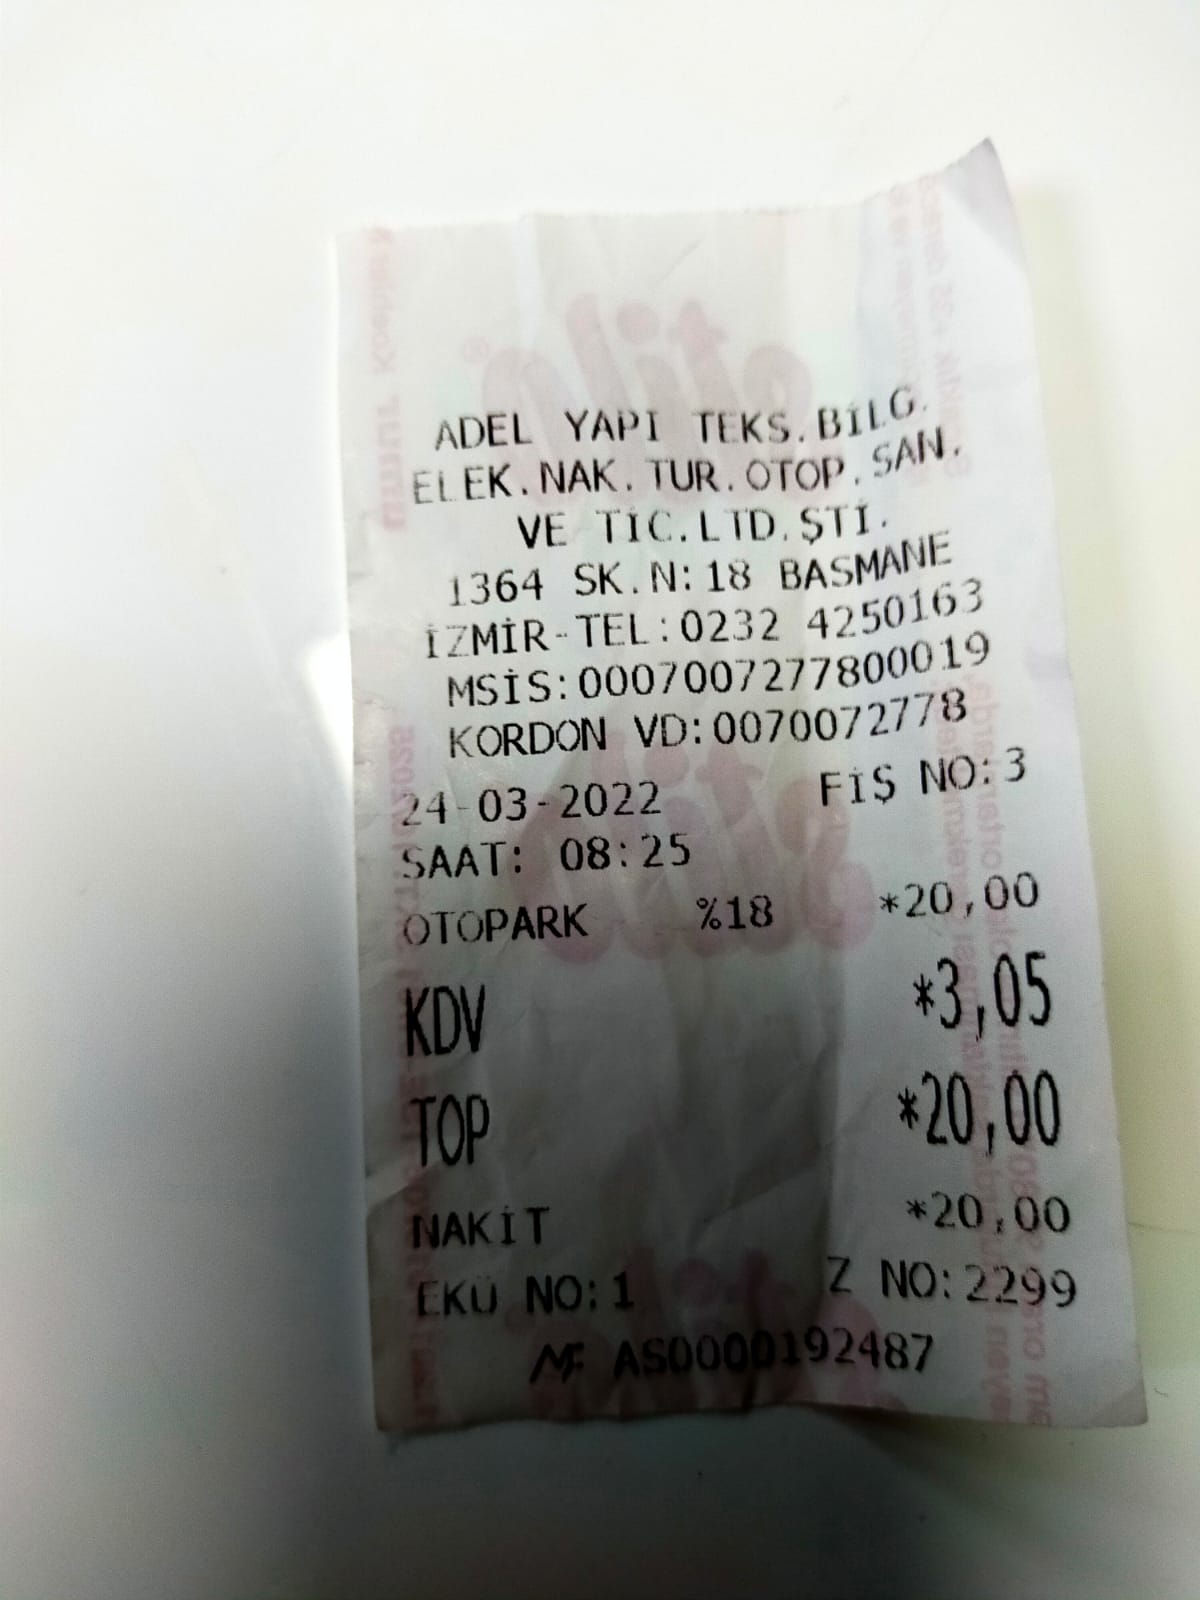 ADEL YAPI TEKS.BİLG.
ELEK.NAK.TUR.OTOP.SAN.
VE TİC.LTD.ŞTİ.
1364 SK.N:18 BASMANE
İZMİR-TEL:0232 4250163
MSİS:0007007277800019
KORDON VD:0070072778
24-03-2022 FİŞ NO:3
SAAT: 08:25
OTOPARK %18 *20,00
KDV *3,05
TOP *20,00
NAKİT *20,00
EKÜ NO:1 Z NO:2299
MF AS0000192487